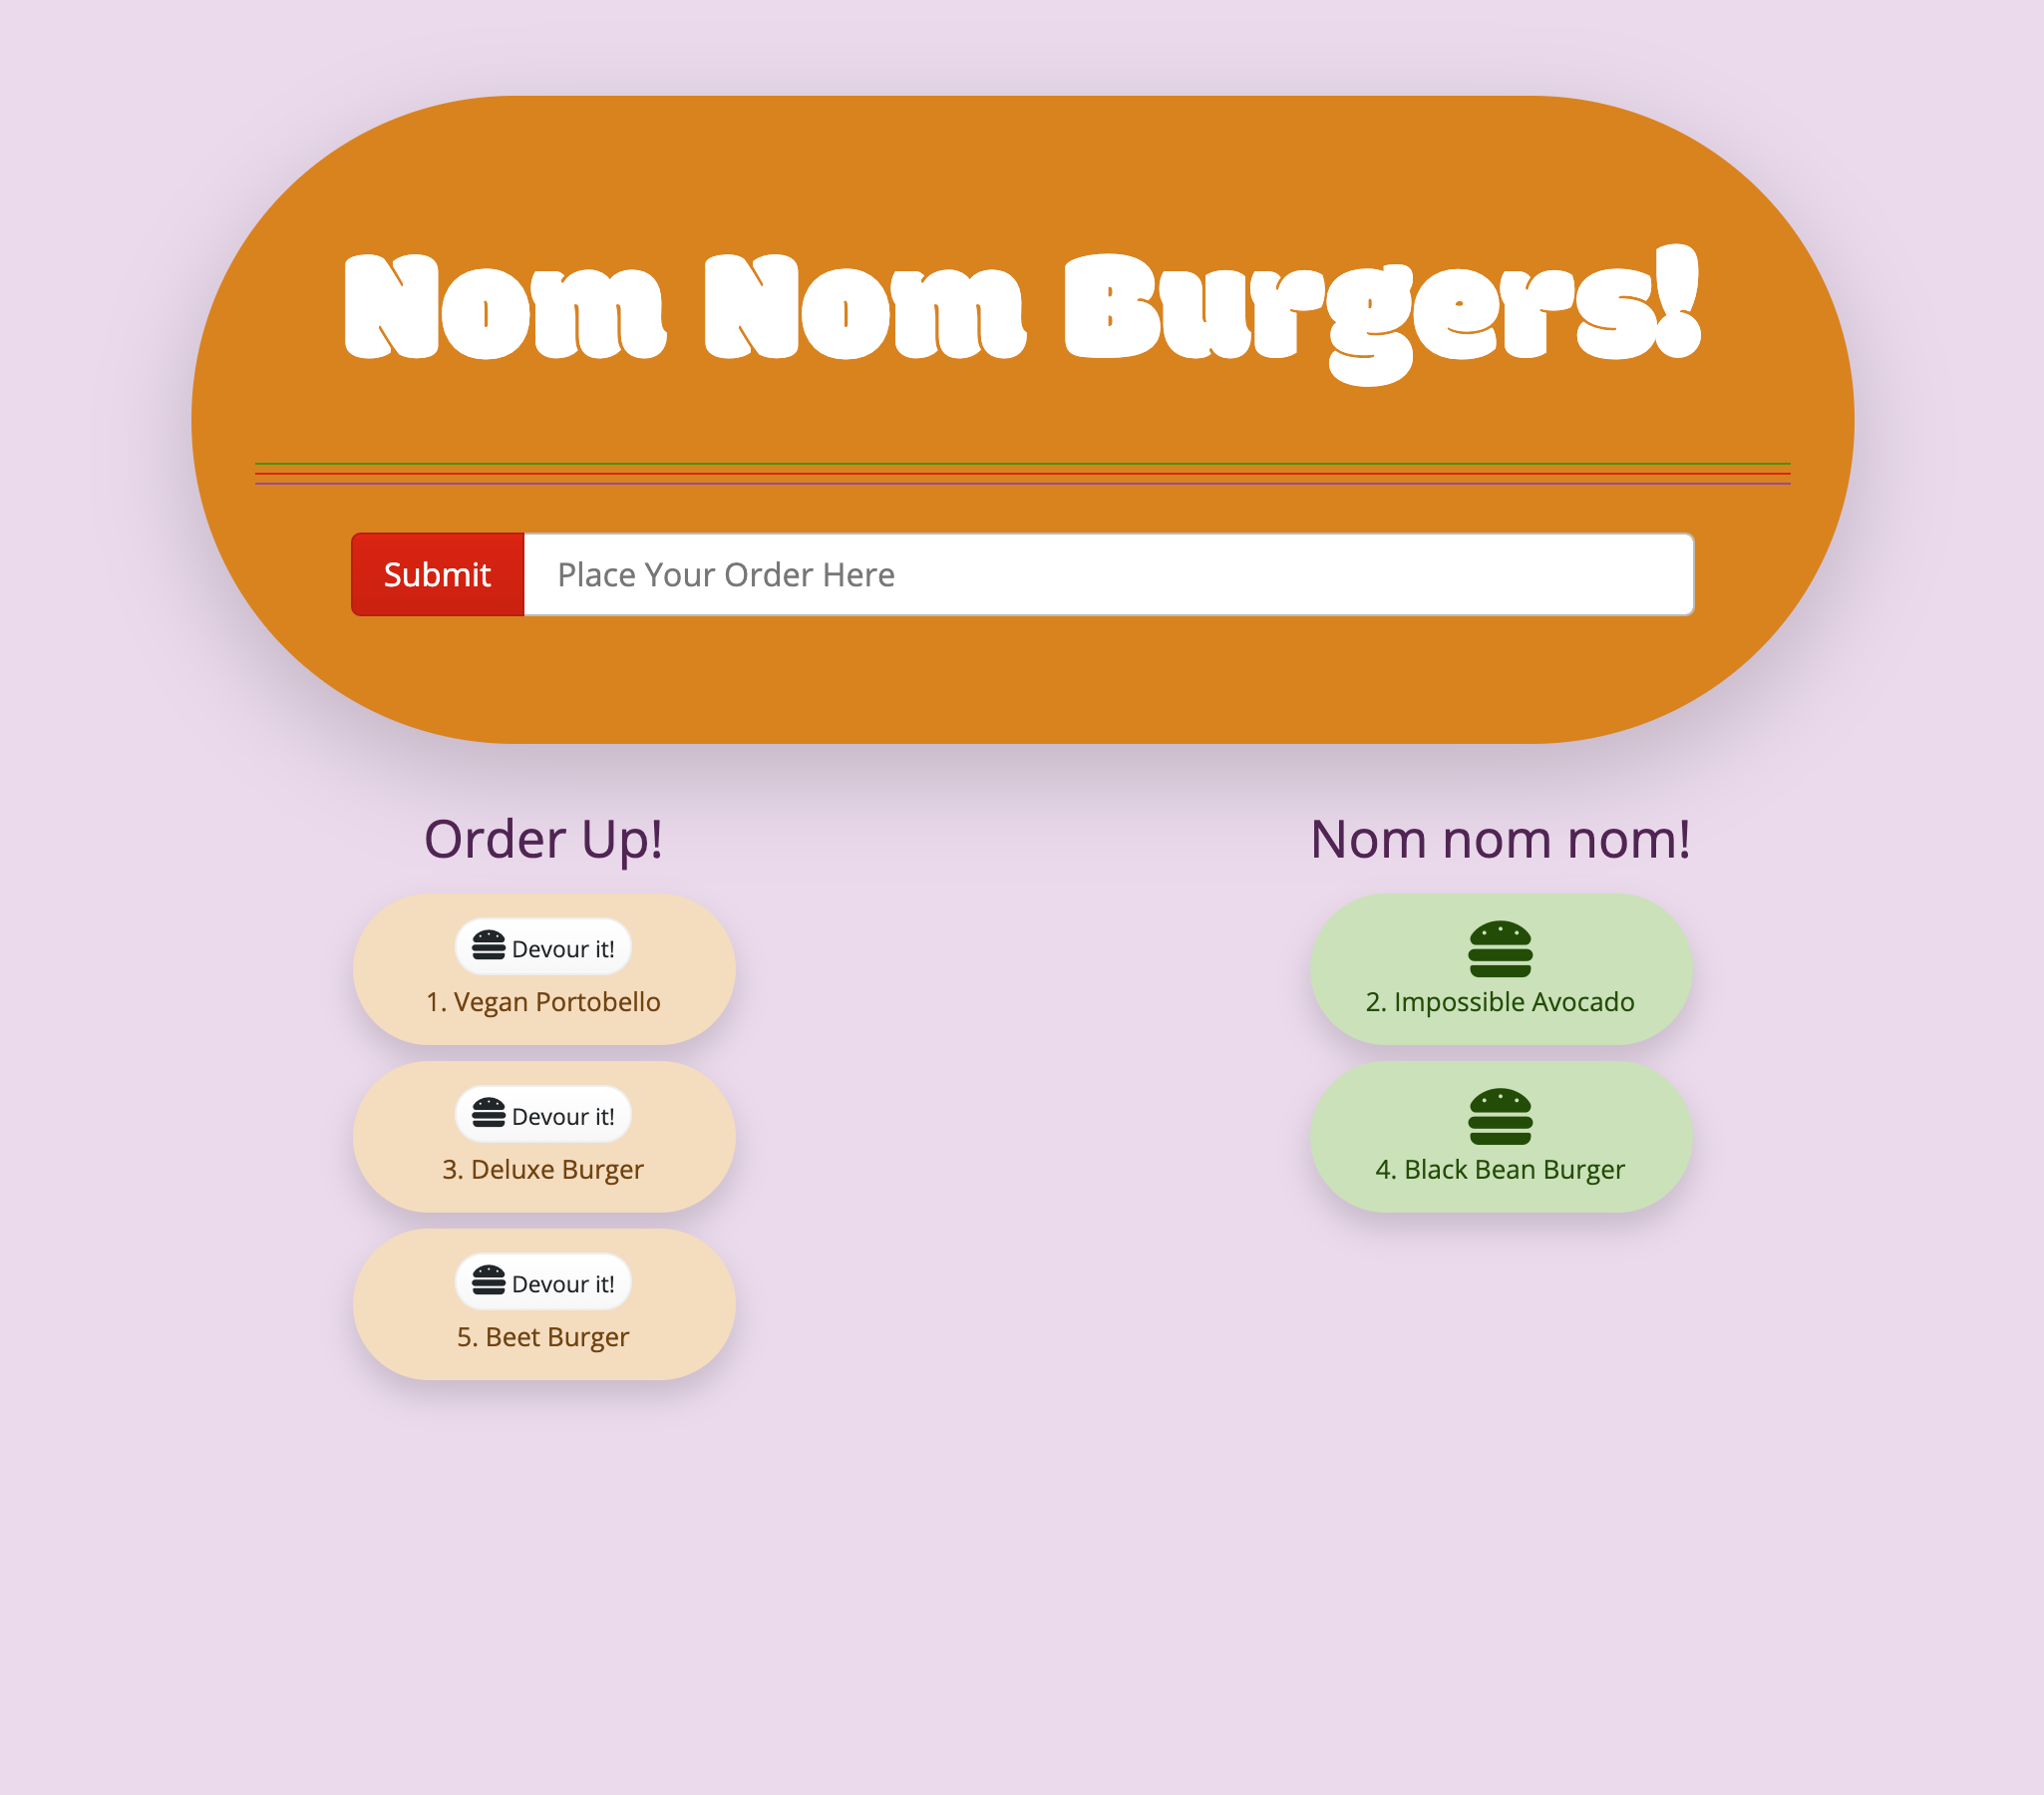 Nom Nom Burgers!
Submit
Place Your Order Here
Order Up!
Devour it!
1. Vegan Portobello
Devour it!
3. Deluxe Burger
Devour it!
5. Beet Burger
Nom nom nom!
2. Impossible Avocado
4. Black Bean Burger